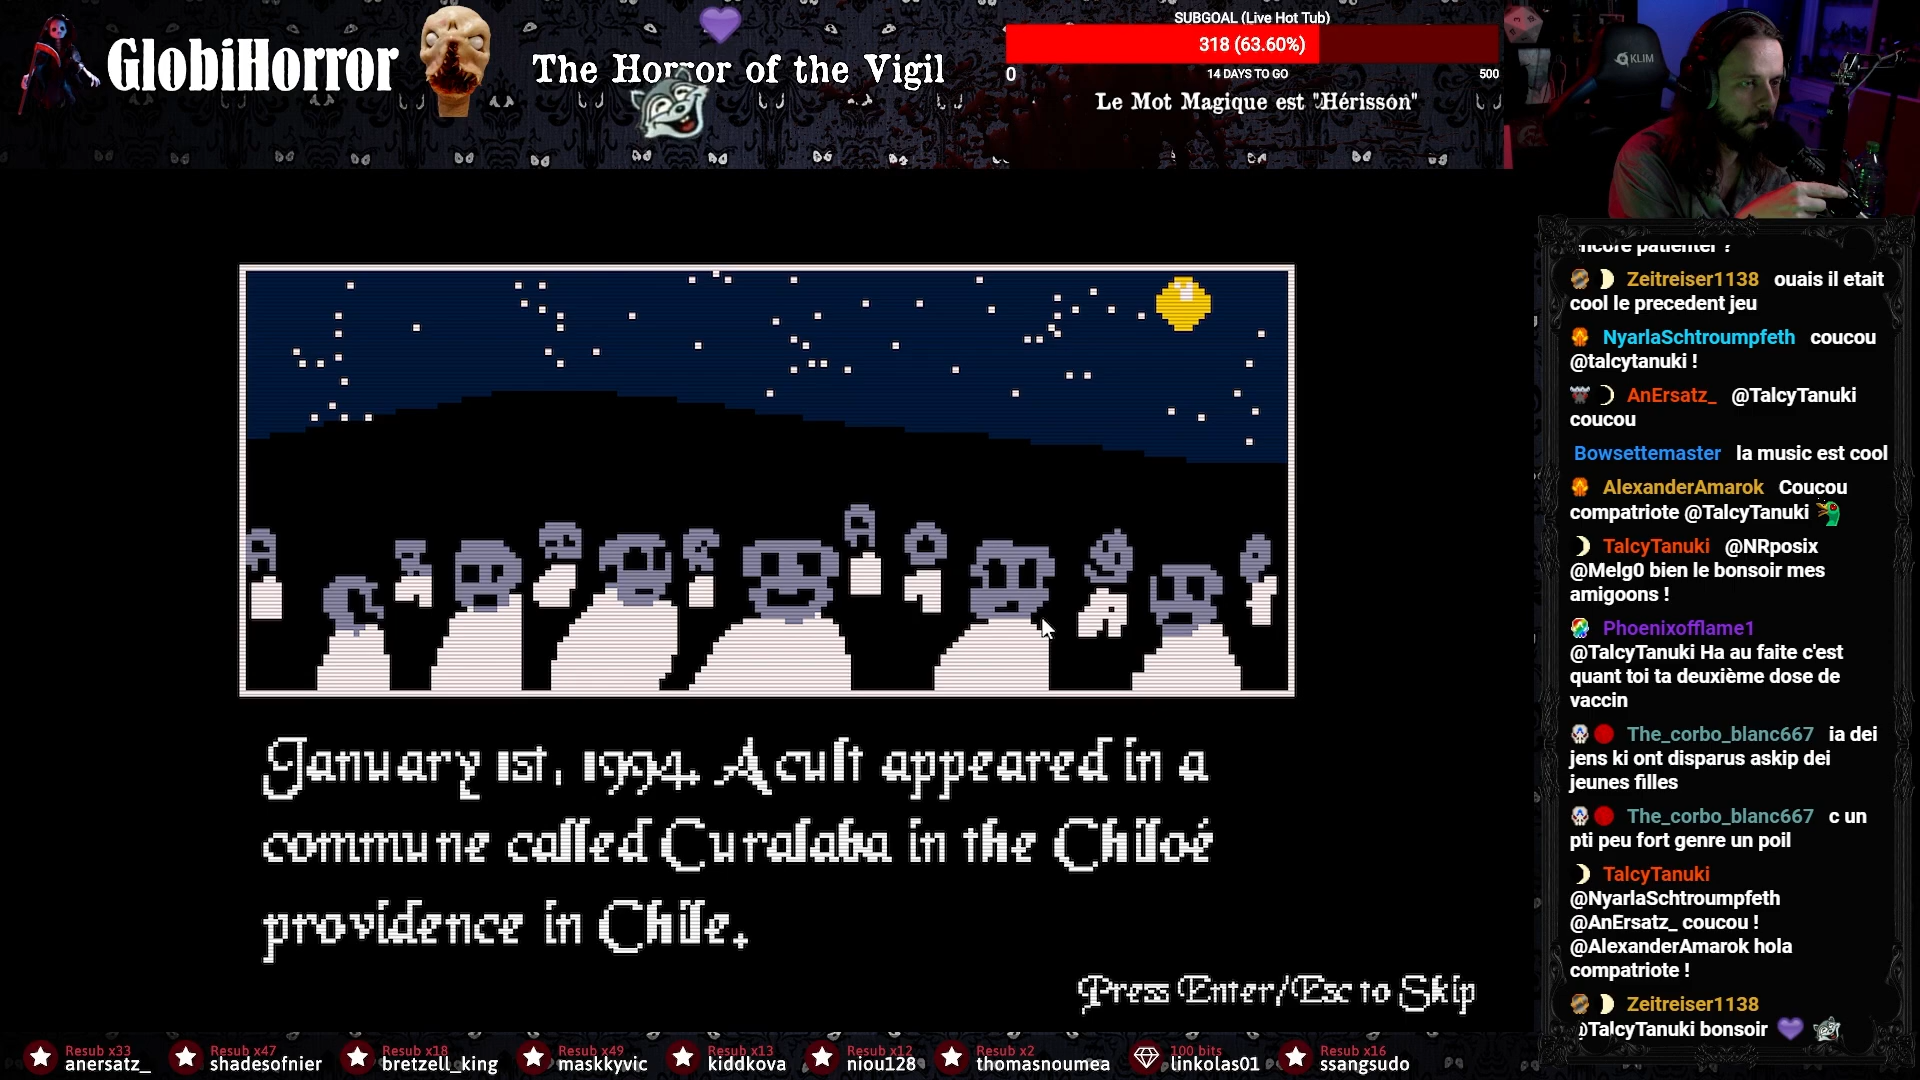 GlobiHorror
The Horror of the Vigil
SUBGOAL (Live Hot Tub)
318 (63.60%)
0
14 DAYS TO GO
500
Le Mot Magique est "Hérisson"
KLIM
encore patienter ?
Zeitreiser1138 ouais il etait
cool le precedent jeu
NyarlaSchtroumpfeth coucou
@talcytanuki !
AnErsatz_ @TalcyTanuki
coucou
Bowsettemaster la music est cool
AlexanderAmarok Coucou
compatriote @TalcyTanuki
TalcyTanuki @NRposix
@Melg0 bien le bonsoir mes
amigoons !
Phoenixofflame1
@TalcyTanuki Ha au faite c'est
quant toi ta deuxième dose de
vaccin
The_corbo_blanc667 ia dei
jens ki ont disparus askip dei
jeunes filles
The_corbo_blanc667 c un
pti peu fort genre un poil
TalcyTanuki
@NyarlaSchtroumpfeth
@AnErsatz_ coucou !
@AlexanderAmarok hola
compatriote !
Zeitreiser1138
@TalcyTanuki bonsoir
January 1st, 1994. A cult appeared in a
commune called Curalaba in the Chiloé
providence in Chile.
Press Enter/Esc to Skip
Resub x33
anersatz_
Resub x47
shadesofnier
Resub x18
bretzell_king
Resub x49
maskkyvic
Resub x13
kiddkova
Resub x12
niou128
Resub x2
thomasnoumea
100 bits
linkolas01
Resub x16
ssangsudo